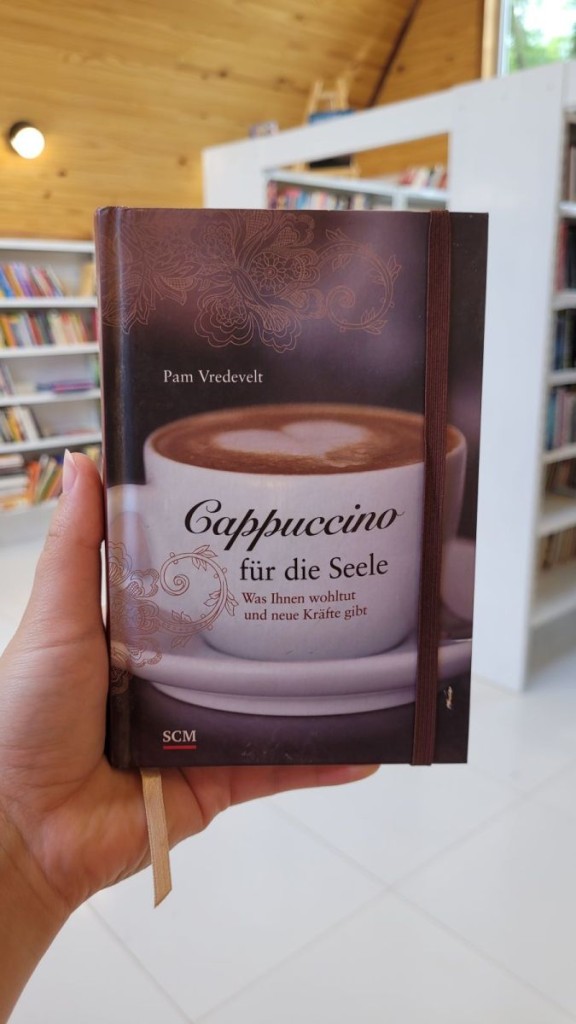 Pam Vredevelt
Cappuccino
für die Seele
Was Ihnen wohltut
und neue Kräfte gibt
SCM